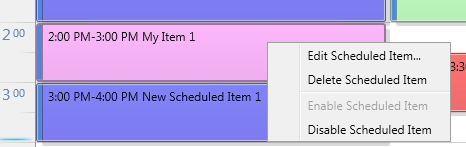 2 00
2:00 PM-3:00 PM My Item 1
Edit Scheduled Item...
Delete Scheduled Item
3 00
3:00 PM-4:00 PM New Scheduled Item 1
Enable Scheduled Item
Disable Scheduled Item